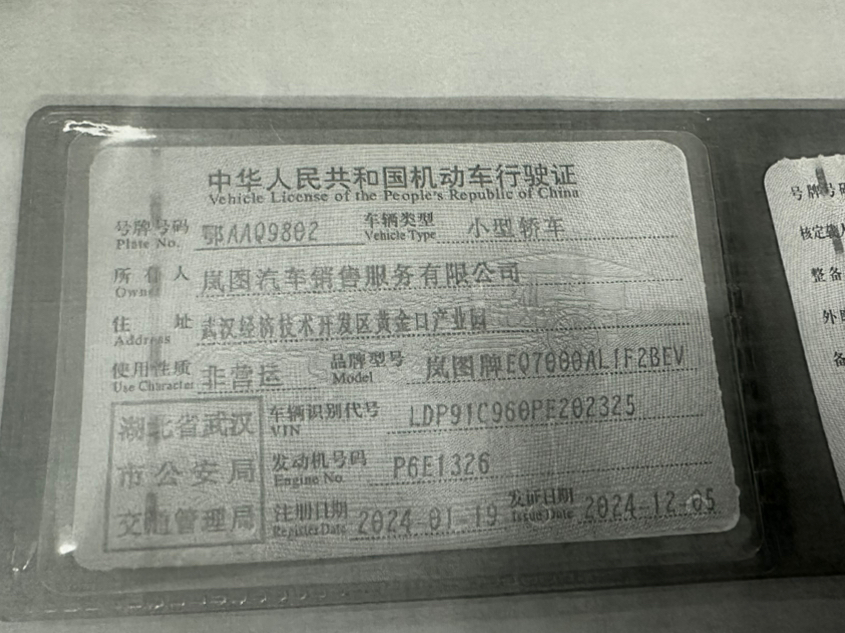 中华人民共和国机动车行驶证
Vehicle License of the People's Republic of China
号牌号码 鄂AAQ9802 车辆类型 小型轿车
Plate No. Vehicle Type
所有人 岚图汽车销售服务有限公司
Owner
住址 武汉经济技术开发区黄金口产业园
Address
使用性质 非营运 品牌型号 岚图牌EQ7000AL1F2BEV
Use Character Model
湖北省武汉 车辆识别代号 LDP91C960PE202325
VIN
市公安局 发动机号码 P6E1326
Engine No.
交通管理局 注册日期 2024-01-19 发证日期 2024-12-05
Register Date Issue Date
号牌号码
核定载人
整备
外廓
备